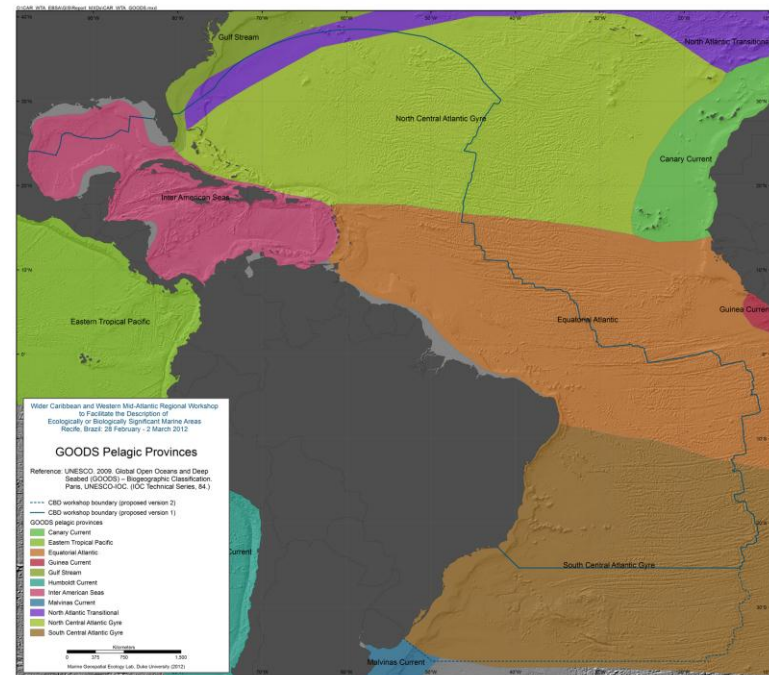 D:\CAR_WTA_EBSA\GIS\Report_MXDs\CAR_WTA_GOODS.mxd
Gulf Stream
North Atlantic Transitional
North Central Atlantic Gyre
Canary Current
Inter American Seas
Eastern Tropical Pacific
Equatorial Atlantic
Guinea Current
Wider Caribbean and Western Mid-Atlantic Regional Workshop
to Facilitate the Description of
Ecologically or Biologically Significant Marine Areas
Recife, Brazil: 28 February - 2 March 2012
GOODS Pelagic Provinces
Reference: UNESCO. 2009. Global Open Oceans and Deep
Seabed (GOODS) – Biogeographic Classification.
Paris, UNESCO-IOC. (IOC Technical Series, 84.)
CBD workshop boundary (proposed version 2)
CBD workshop boundary (proposed version 1)
GOODS pelagic provinces
Canary Current
Eastern Tropical Pacific
Equatorial Atlantic
Guinea Current
Gulf Stream
Humboldt Current
Inter American Seas
Malvinas Current
North Atlantic Transitional
North Central Atlantic Gyre
South Central Atlantic Gyre
Kilometers
0 375 750 1,500
Marine Geospatial Ecology Lab, Duke University (2012)
Current
South Central Atlantic Gyre
Malvinas Current